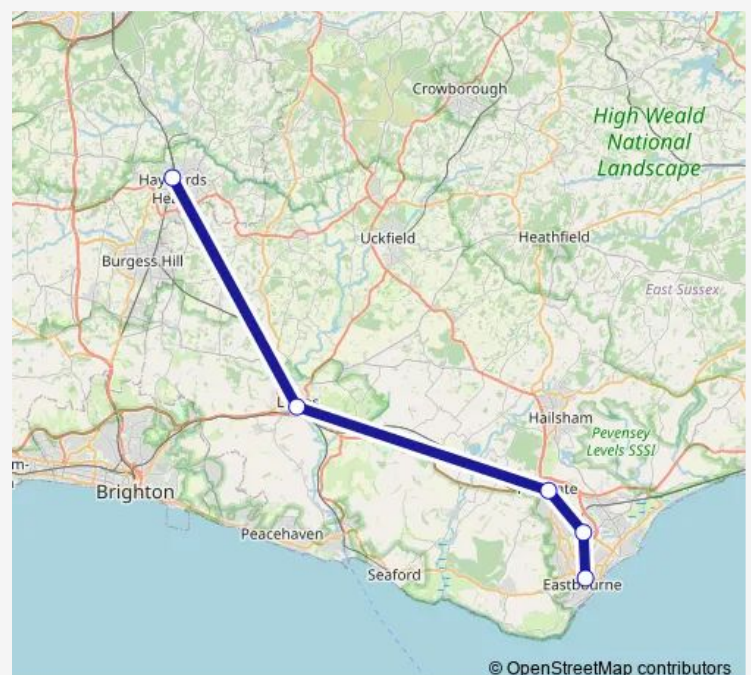 Crowborough
High Weald
National
Landscape
Uckfield
Heathfield
Burgess Hill
East Sussex
Hailsham
Pevensey
Levels SSSI
Brighton
Peacehaven
Seaford
Eastbourne
© OpenStreetMap contributors